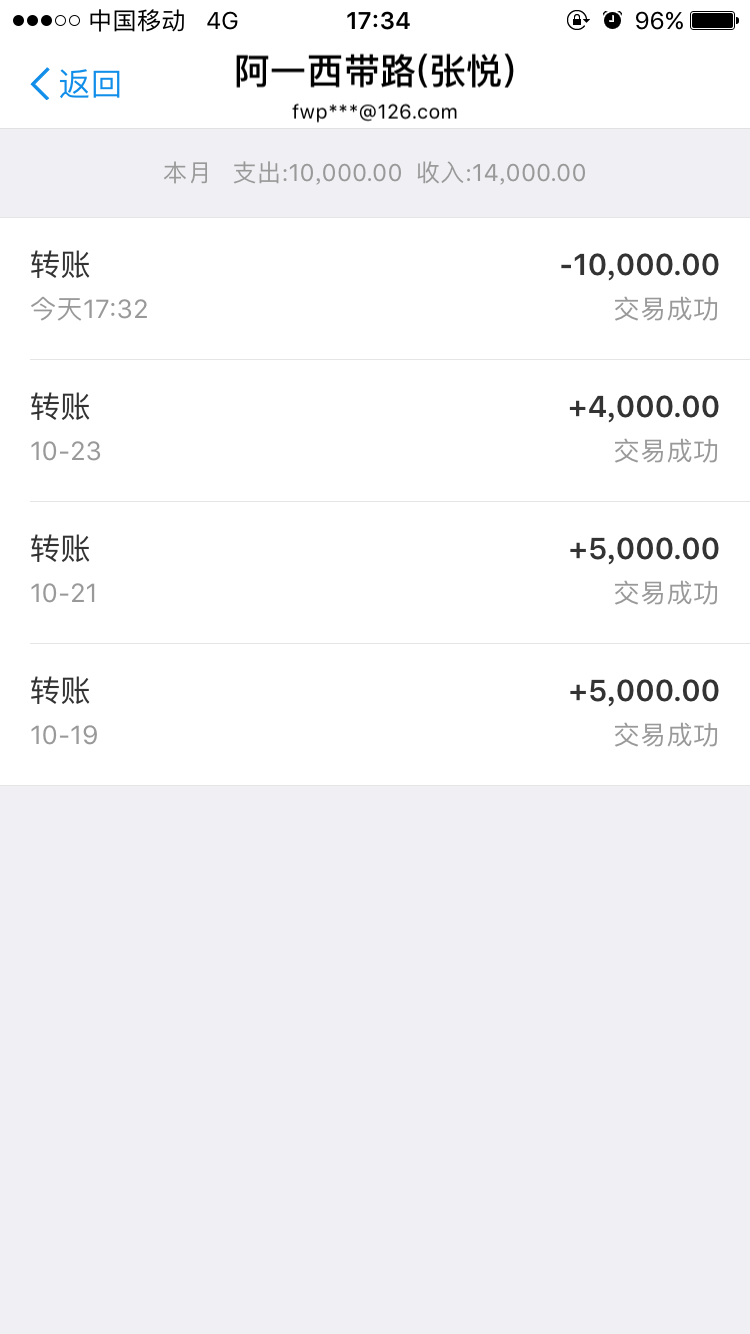 中国移动 4G 17:34 96%
返回 阿一西带路(张悦)
fwp***@126.com
本月 支出:10,000.00 收入:14,000.00
转账 -10,000.00
今天17:32 交易成功
转账 +4,000.00
10-23 交易成功
转账 +5,000.00
10-21 交易成功
转账 +5,000.00
10-19 交易成功